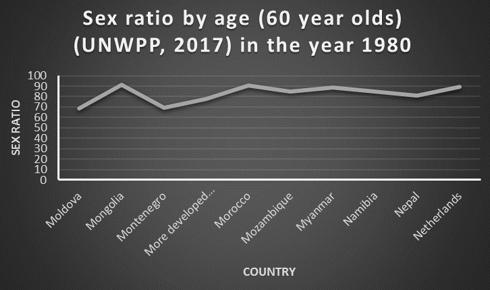 Sex ratio by age (60 year olds)
(UNWPP, 2017) in the year 1980
SEX RATIO
100
90
80
70
60
50
40
30
20
10
0
Moldova
Mongolia
Montenegro
More developed...
Morocco
Mozambique
Myanmar
Namibia
Nepal
Netherlands
COUNTRY